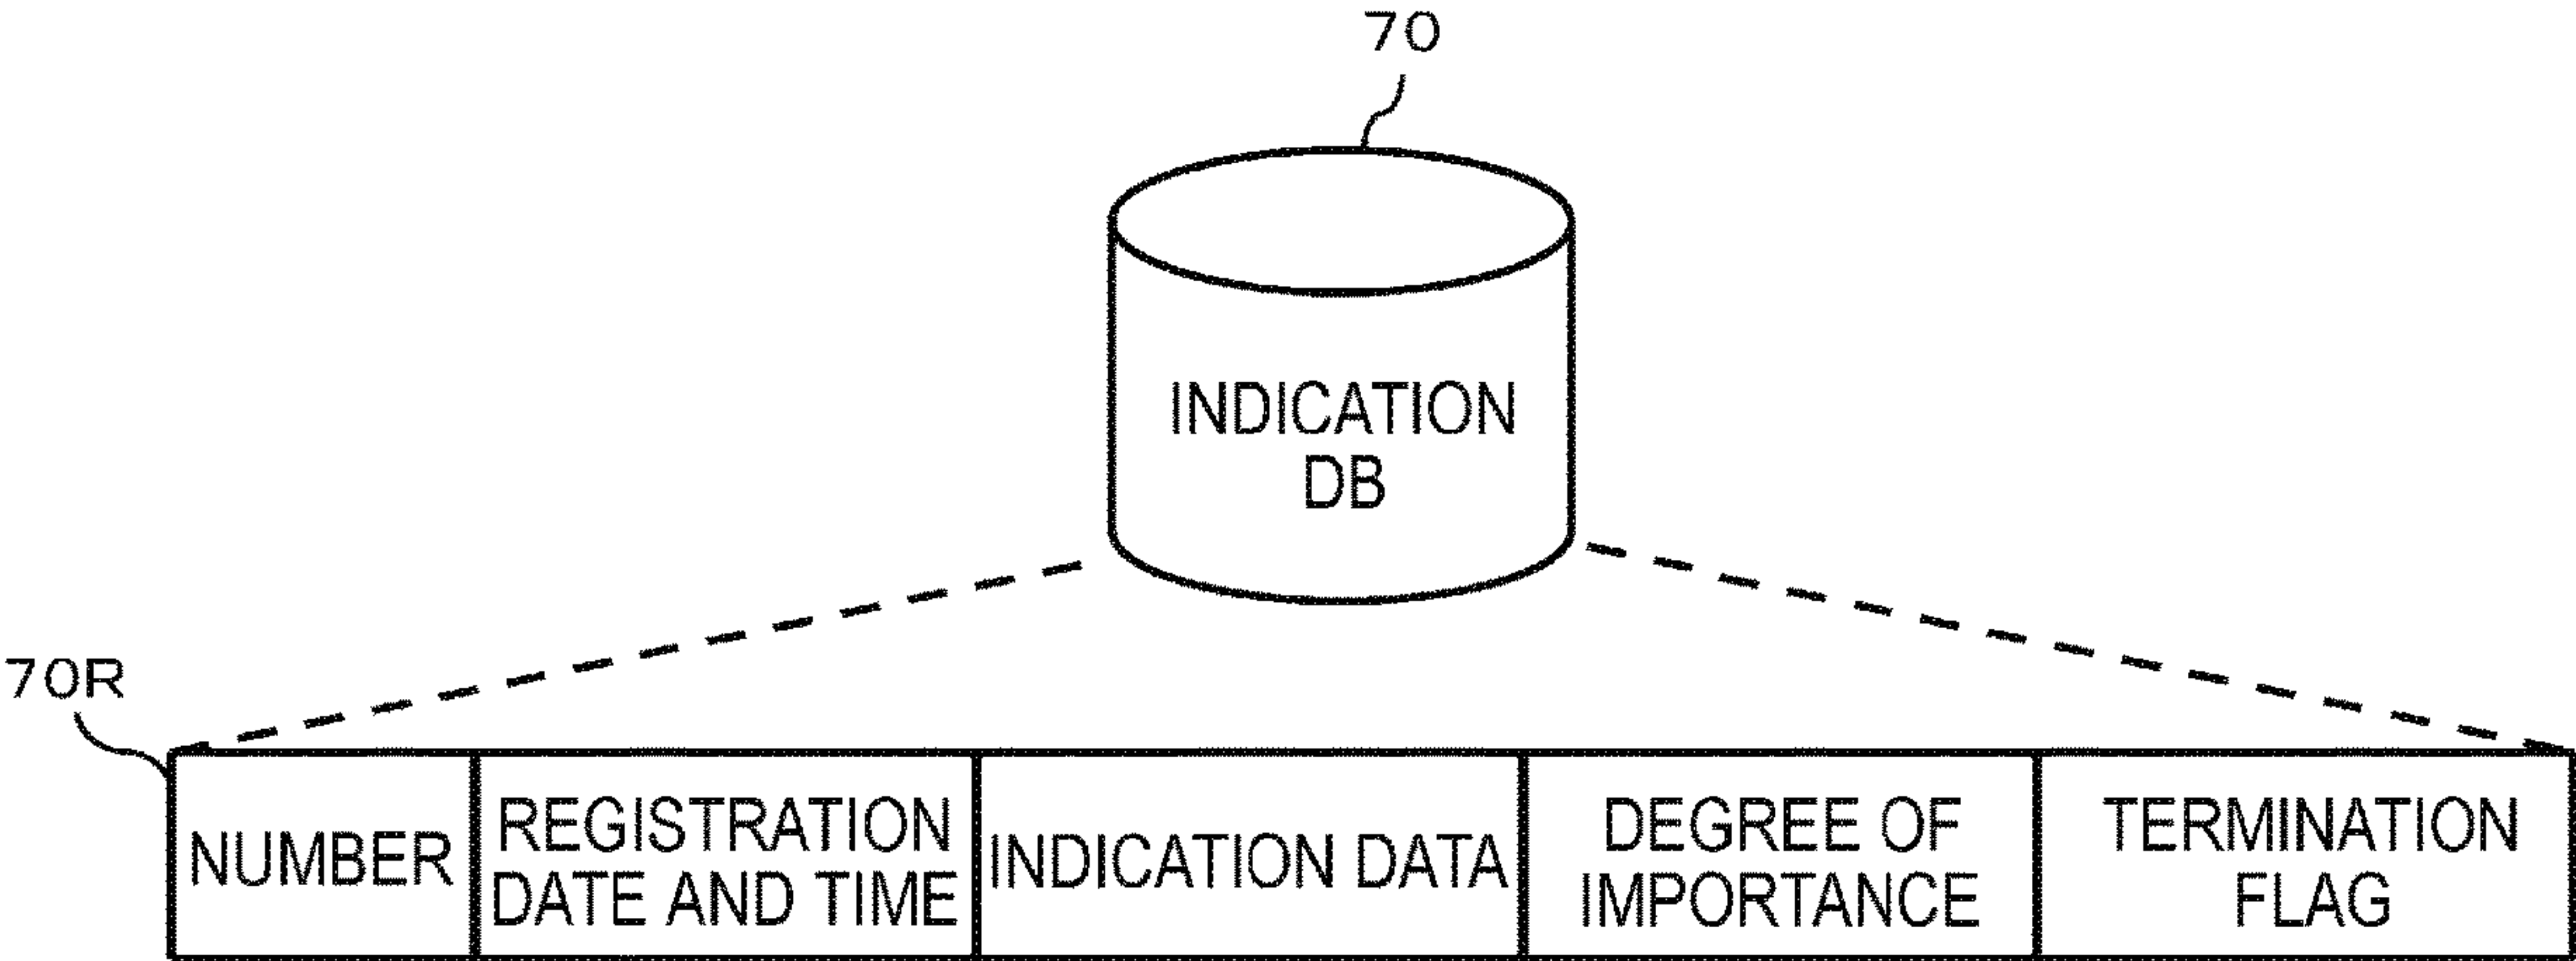 70
INDICATION
DB
70R
NUMBER
REGISTRATION
DATE AND TIME
INDICATION DATA
DEGREE OF
IMPORTANCE
TERMINATION
FLAG